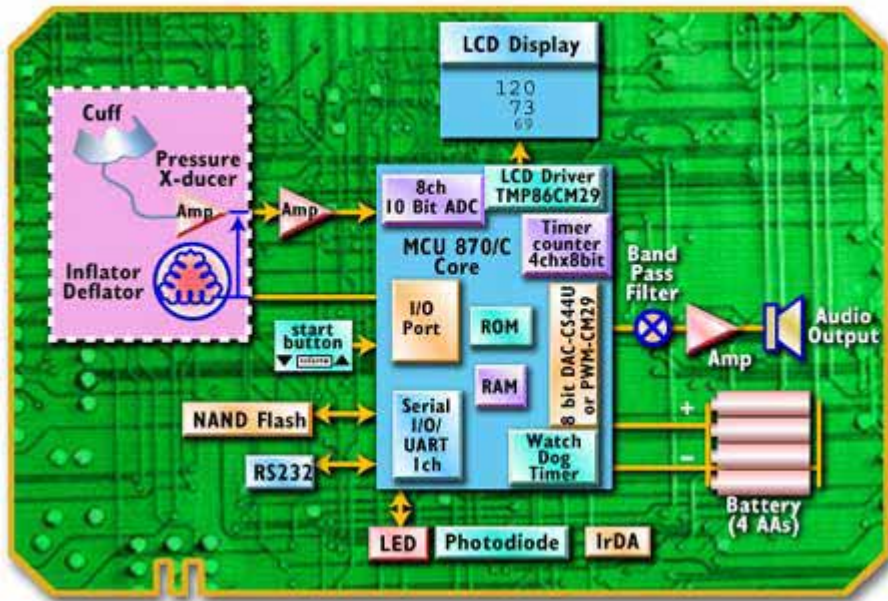 LCD Display
120
73
69
Cuff
Pressure
X-ducer
Amp
Amp
Inflator
Deflator
8ch
10 Bit ADC
LCD Driver
TMP86CM29
MCU 870/C
Core
Timer
counter
4chx8bit
I/O
Port
ROM
RAM
8 bit DAC-CS44U
or PWM-CM29
Band
Pass
Filter
Amp
Audio
Output
start
button
NAND Flash
RS232
Serial
I/O/
UART
1ch
Watch
Dog
Timer
+
−
Battery
(4 AAs)
LED
Photodiode
IrDA